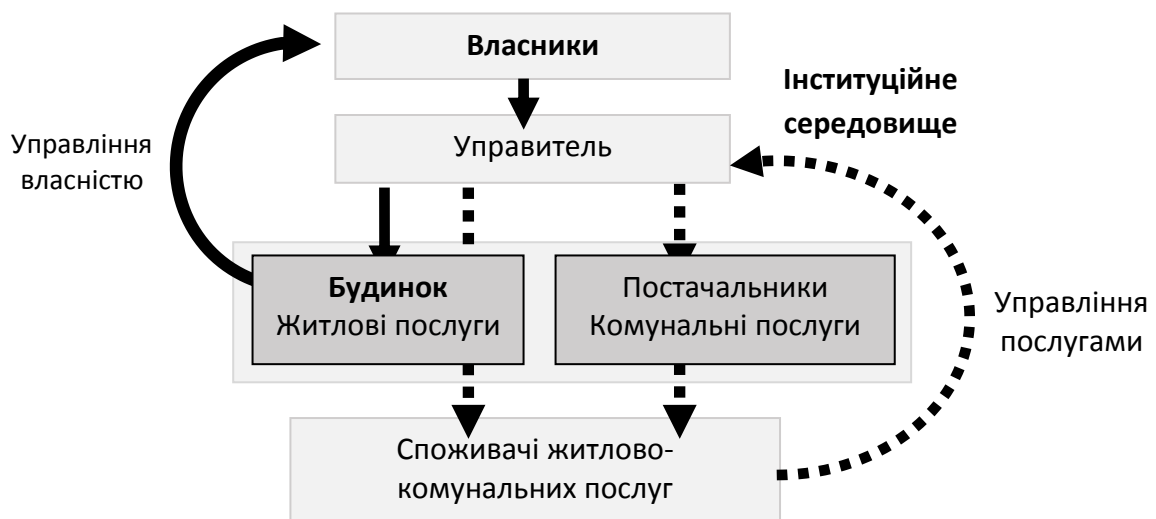 Власники
Інституційне
середовище
Управління
власністю
Управитель
Будинок
Житлові послуги
Постачальники
Комунальні послуги
Управління
послугами
Споживачі житлово-
комунальних послуг